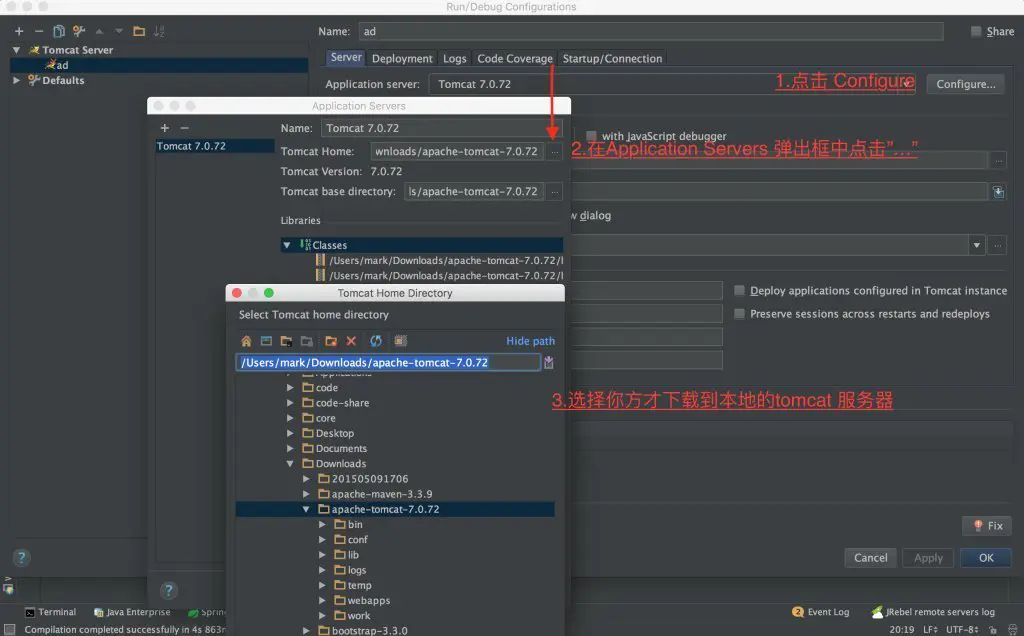 Run/Debug Configurations
Name: ad
Share
Tomcat Server
ad
Defaults
Server Deployment Logs Code Coverage Startup/Connection
Application server: Tomcat 7.0.72
1.点击 Configure
Configure...
Application Servers
Tomcat 7.0.72
Name: Tomcat 7.0.72
with JavaScript debugger
Tomcat Home: wnloads/apache-tomcat-7.0.72 ...
2.在Application Servers 弹出框中点击"..."
Tomcat Version: 7.0.72
Tomcat base directory: ls/apache-tomcat-7.0.72 ...
w dialog
Libraries
Classes
/Users/mark/Downloads/apache-tomcat-7.0.72/l
/Users/mark/Downloads/apache-tomcat-7.0.72/l
Deploy applications configured in Tomcat instance
Preserve sessions across restarts and redeploys
Tomcat Home Directory
Select Tomcat home directory
Hide path
/Users/mark/Downloads/apache-tomcat-7.0.72
Applications
code
code-share
core
Desktop
Documents
Downloads
201505091706
apache-maven-3.3.9
apache-tomcat-7.0.72
bin
conf
lib
logs
temp
webapps
work
bootstrap-3.3.0
3.选择你方才下载到本地的tomcat 服务器
Fix
Cancel Apply OK
?
?
Terminal Java Enterprise Sprin
Event Log JRebel remote servers log
Compilation completed successfully in 4s 863m
20:19 LF÷ UTF-8÷